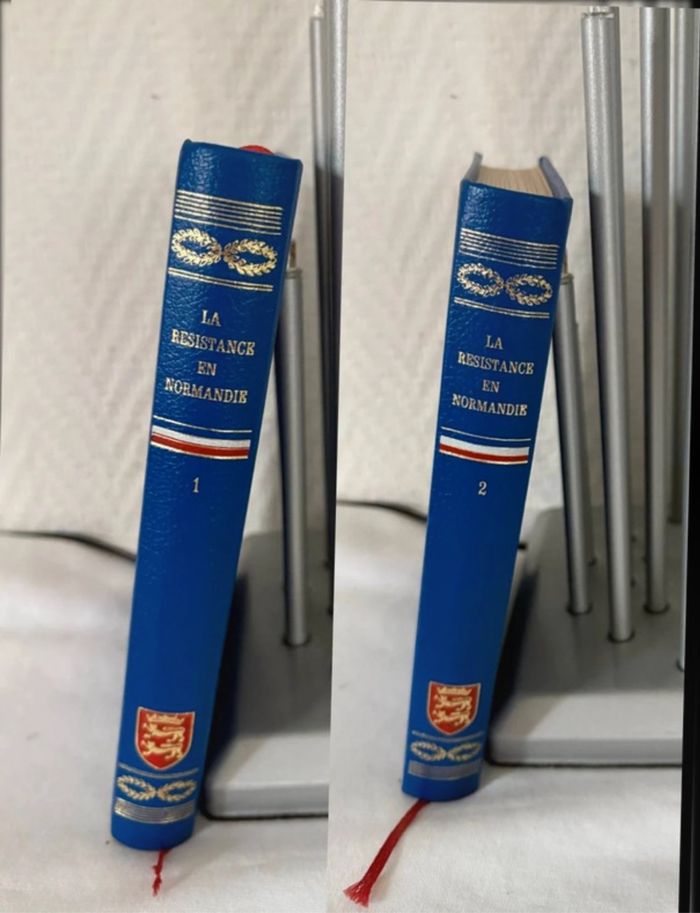 LA
RESISTANCE
EN
NORMANDIE
1
LA
RESISTANCE
EN
NORMANDIE
2